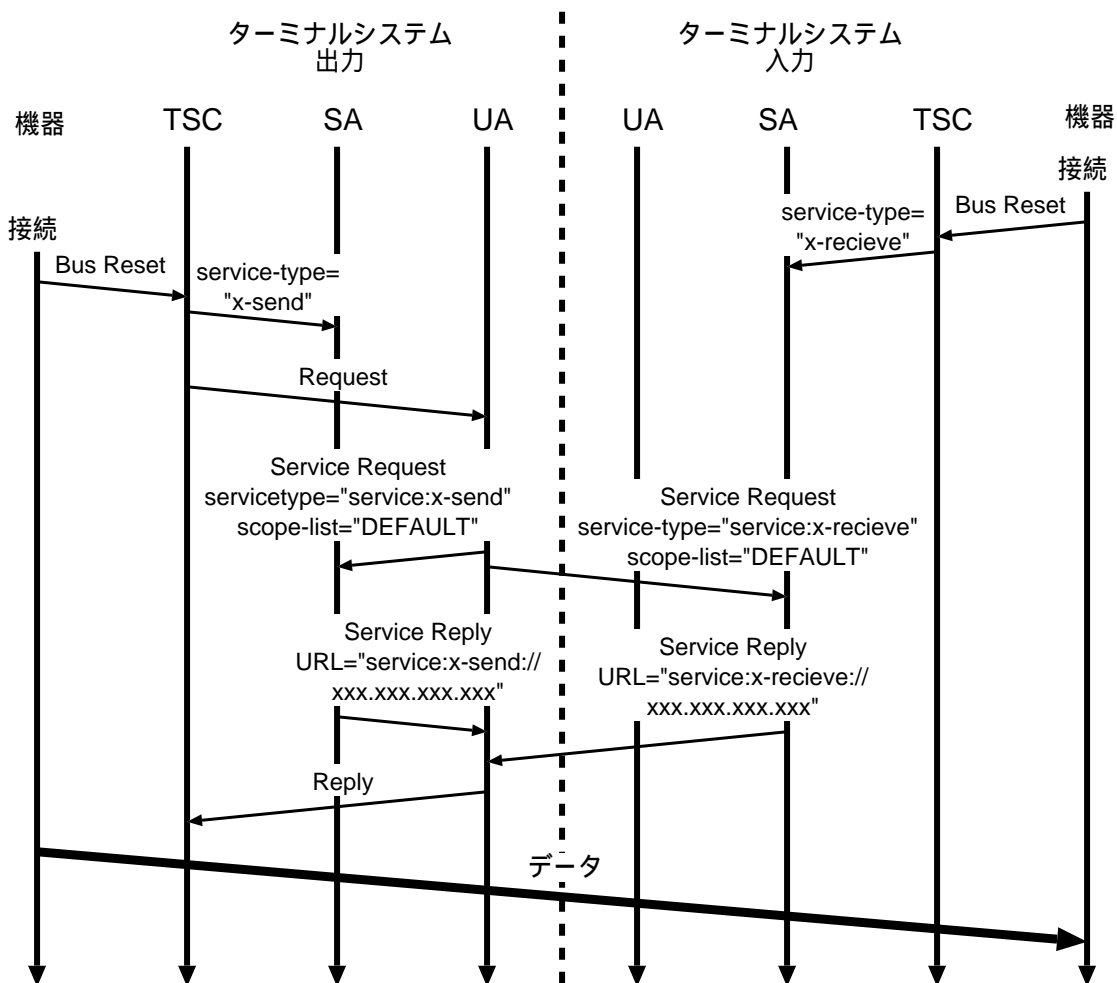 ターミナルシステム
出力
ターミナルシステム
入力
機器
TSC
SA
UA
UA
SA
TSC
機器
接続
接続
service-type=
"x-recieve"
Bus Reset
Bus Reset
service-type=
"x-send"
Request
Service Request
servicetype="service:x-send"
scope-list="DEFAULT"
Service Request
service-type="service:x-recieve"
scope-list="DEFAULT"
Service Reply
URL="service:x-send://
xxx.xxx.xxx.xxx"
Service Reply
URL="service:x-recieve://
xxx.xxx.xxx.xxx"
Reply
データ